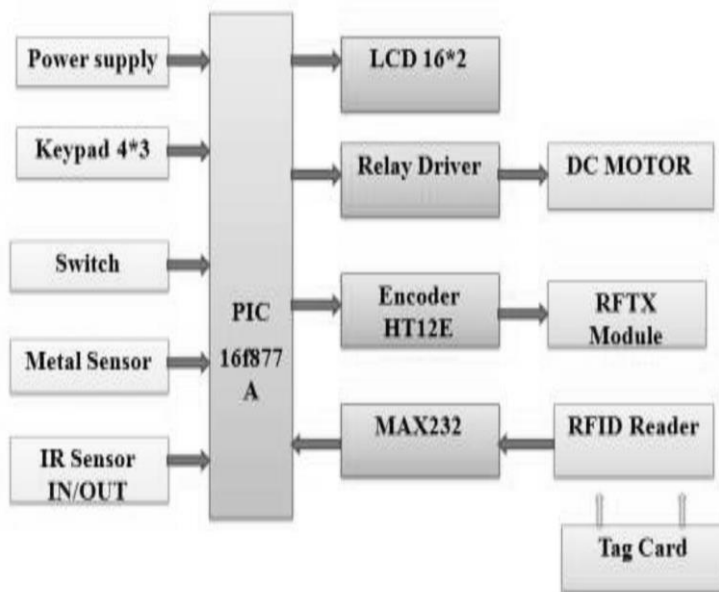 Power supply
Keypad 4*3
Switch
Metal Sensor
IR Sensor
IN/OUT
PIC
16f877
A
LCD 16*2
Relay Driver
DC MOTOR
Encoder
HT12E
RFTX
Module
MAX232
RFID Reader
Tag Card